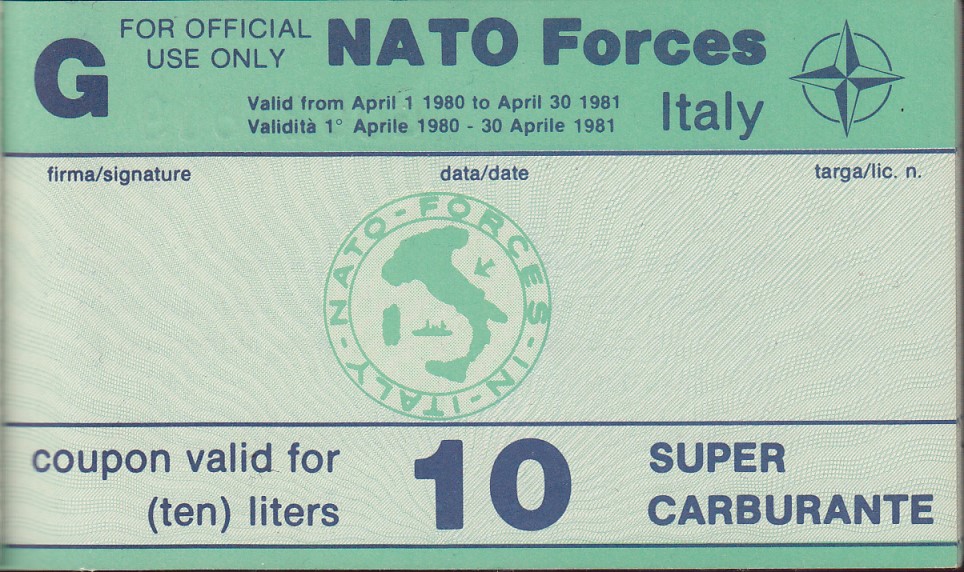 G
FOR OFFICIAL
USE ONLY
NATO Forces
Valid from April 1 1980 to April 30 1981
Validità 1° Aprile 1980 - 30 Aprile 1981
Italy
firma/signature
data/date
targa/lic. n.
NATO-FORCES-IN-ITALY-
coupon valid for
(ten) liters
10
SUPER
CARBURANTE